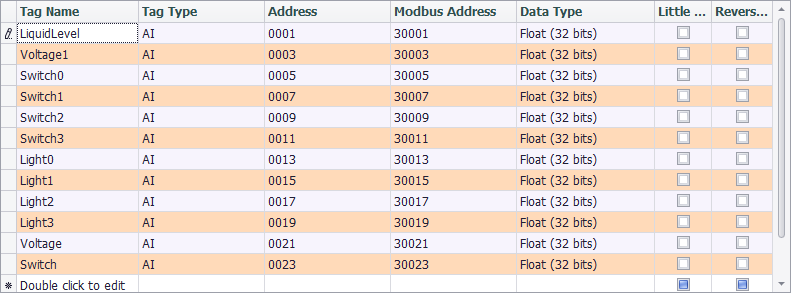 Tag Name Tag Type Address Modbus Address Data Type Little ... Revers...
LiquidLevel AI 0001 30001 Float (32 bits)
Voltage1 AI 0003 30003 Float (32 bits)
Switch0 AI 0005 30005 Float (32 bits)
Switch1 AI 0007 30007 Float (32 bits)
Switch2 AI 0009 30009 Float (32 bits)
Switch3 AI 0011 30011 Float (32 bits)
Light0 AI 0013 30013 Float (32 bits)
Light1 AI 0015 30015 Float (32 bits)
Light2 AI 0017 30017 Float (32 bits)
Light3 AI 0019 30019 Float (32 bits)
Voltage AI 0021 30021 Float (32 bits)
Switch AI 0023 30023 Float (32 bits)
Double click to edit